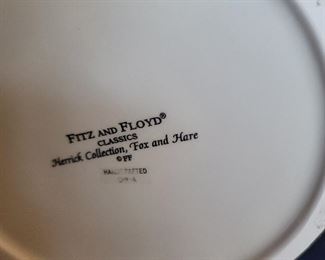 FITZ AND FLOYD®
CLASSICS
Herrick Collection, Fox and Hare
©FF